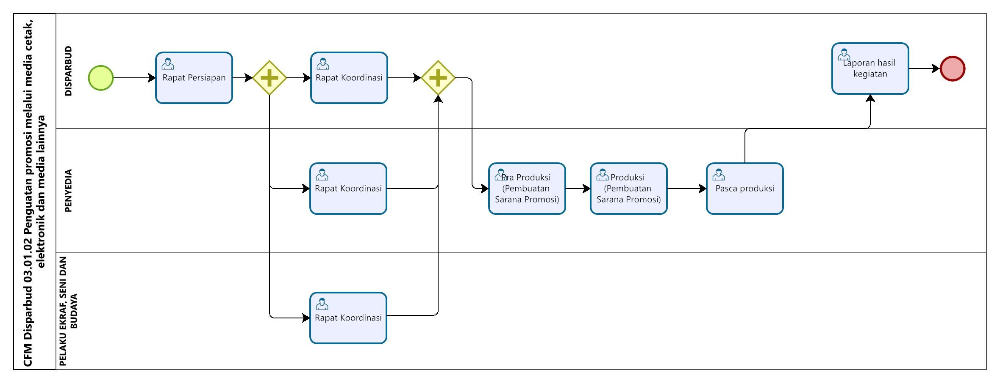 CFM Disparbud 03.01.02 Penguatan promosi melalui media cetak,
elektronik dan media lainnya
DISPARBUD
Rapat Persiapan
Rapat Koordinasi
Laporan hasil
kegiatan
PENYEDIA
Rapat Koordinasi
Pra Produksi
(Pembuatan
Sarana Promosi)
Produksi
(Pembuatan
Sarana Promosi)
Pasca produksi
PELAKU EKRAF, SENI DAN
BUDAYA
Rapat Koordinasi